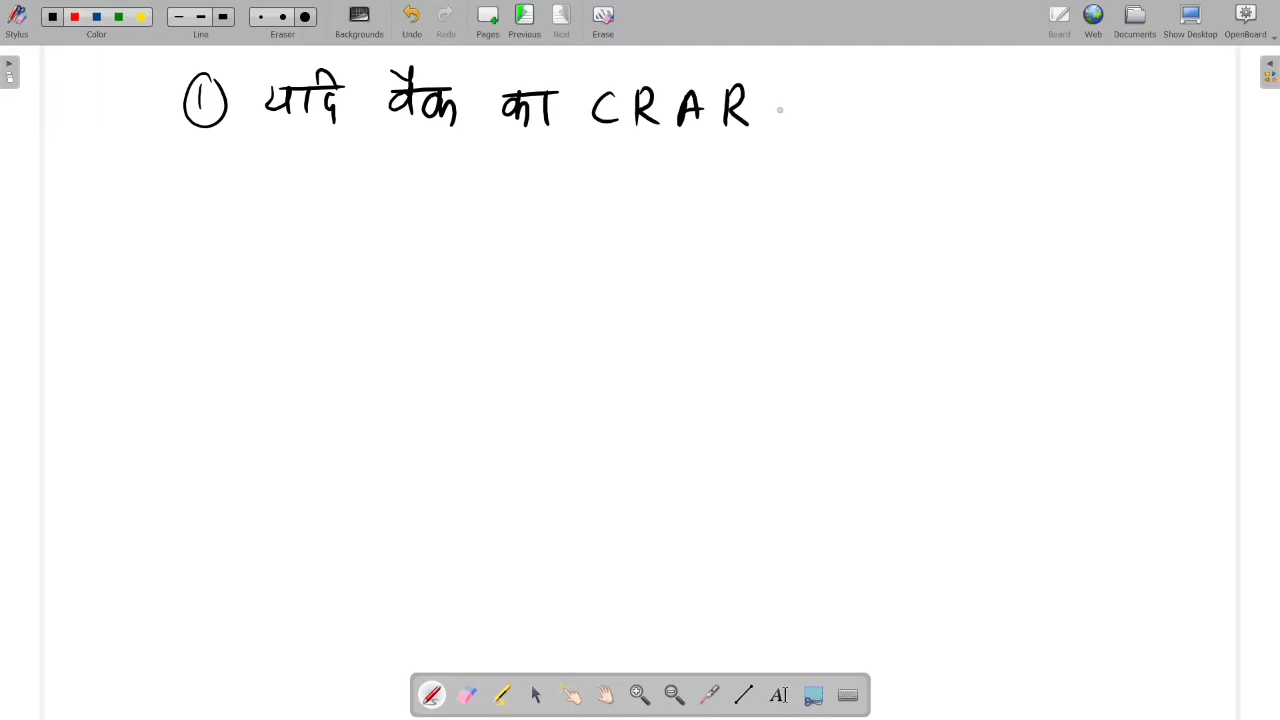 Stylus
Color
Line
Eraser
Backgrounds
Undo
Redo
Pages
Previous
Next
Erase
Board
Web
Documents
Show Desktop
OpenBoard
① यदि बैंक का CRAR